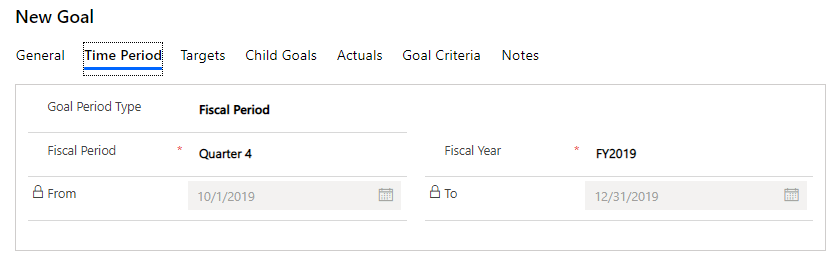 New Goal
General Time Period Targets Child Goals Actuals Goal Criteria Notes
Goal Period Type Fiscal Period
Fiscal Period * Quarter 4 Fiscal Year * FY2019
From 10/1/2019 To 12/31/2019